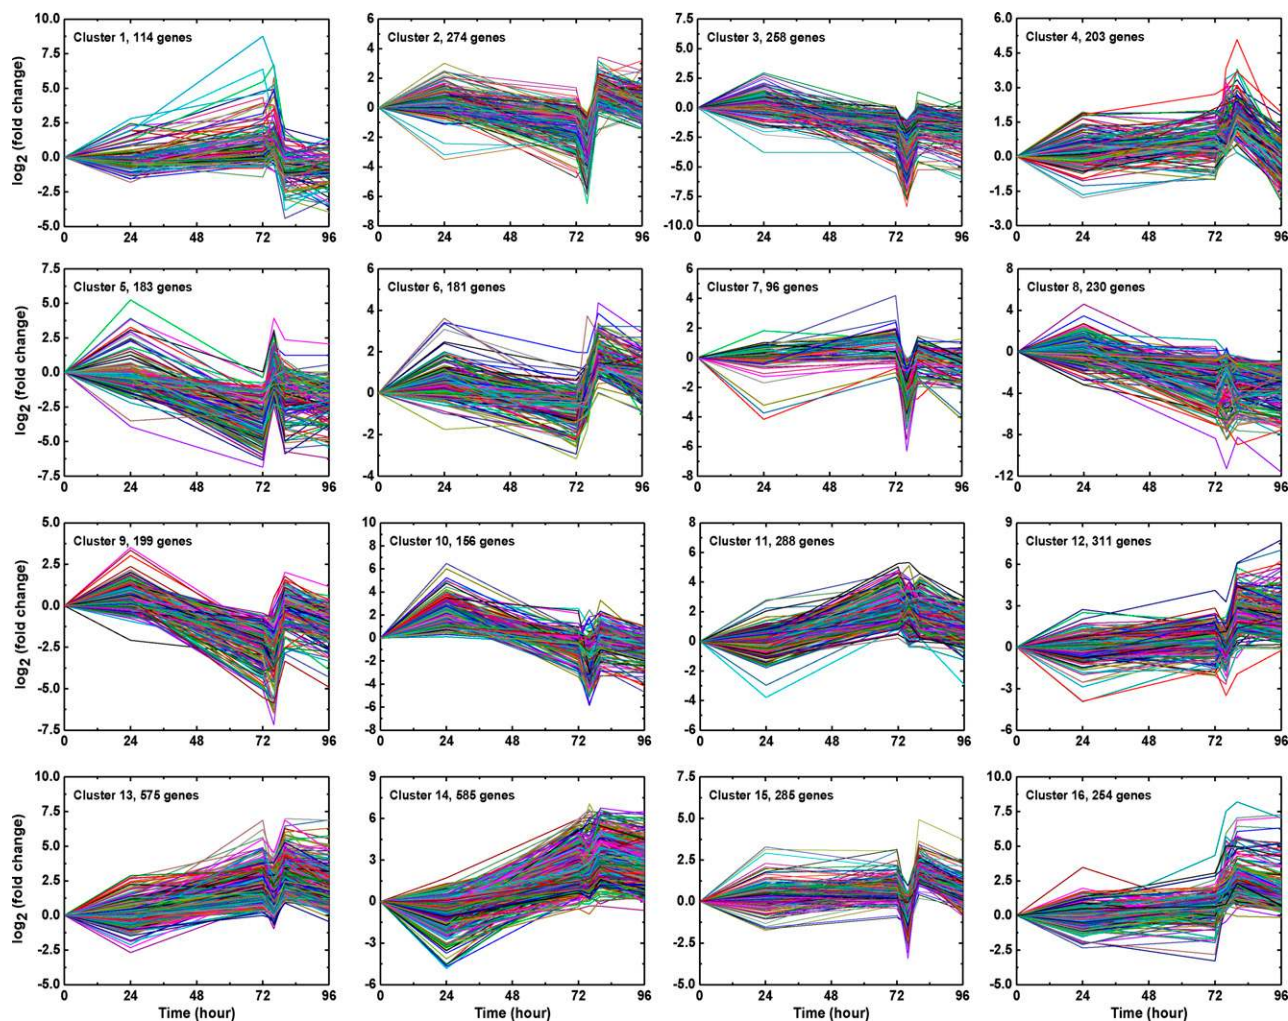 Cluster 1, 114 genes
Cluster 2, 274 genes
Cluster 3, 258 genes
Cluster 4, 203 genes
log2 (fold change)
10.0
7.5
5.0
2.5
0.0
-2.5
-5.0
0 24 48 72 96
6
4
2
0
-2
-4
-6
-8
0 24 48 72 96
7.5
5.0
2.5
0.0
-2.5
-5.0
-7.5
-10.0
0 24 48 72 96
6.0
4.5
3.0
1.5
0.0
-1.5
-3.0
0 24 48 72 96
Cluster 5, 183 genes
Cluster 6, 181 genes
Cluster 7, 96 genes
Cluster 8, 230 genes
log2 (fold change)
7.5
5.0
2.5
0.0
-2.5
-5.0
-7.5
0 24 48 72 96
6
4
2
0
-2
-4
0 24 48 72 96
6
4
2
0
-2
-4
-6
-8
0 24 48 72 96
8
4
0
-4
-8
-12
0 24 48 72 96
Cluster 9, 199 genes
Cluster 10, 156 genes
Cluster 11, 288 genes
Cluster 12, 311 genes
log2 (fold change)
5.0
2.5
0.0
-2.5
-5.0
-7.5
0 24 48 72 96
10
8
6
4
2
0
-2
-4
-6
-8
0 24 48 72 96
8
6
4
2
0
-2
-4
-6
0 24 48 72 96
9
6
3
0
-3
-6
0 24 48 72 96
Cluster 13, 575 genes
Cluster 14, 585 genes
Cluster 15, 285 genes
Cluster 16, 254 genes
log2 (fold change)
10.0
7.5
5.0
2.5
0.0
-2.5
-5.0
0 24 48 72 96
9
6
3
0
-3
-6
0 24 48 72 96
7.5
5.0
2.5
0.0
-2.5
-5.0
0 24 48 72 96
10.0
7.5
5.0
2.5
0.0
-2.5
-5.0
0 24 48 72 96
Time (hour)
Time (hour)
Time (hour)
Time (hour)